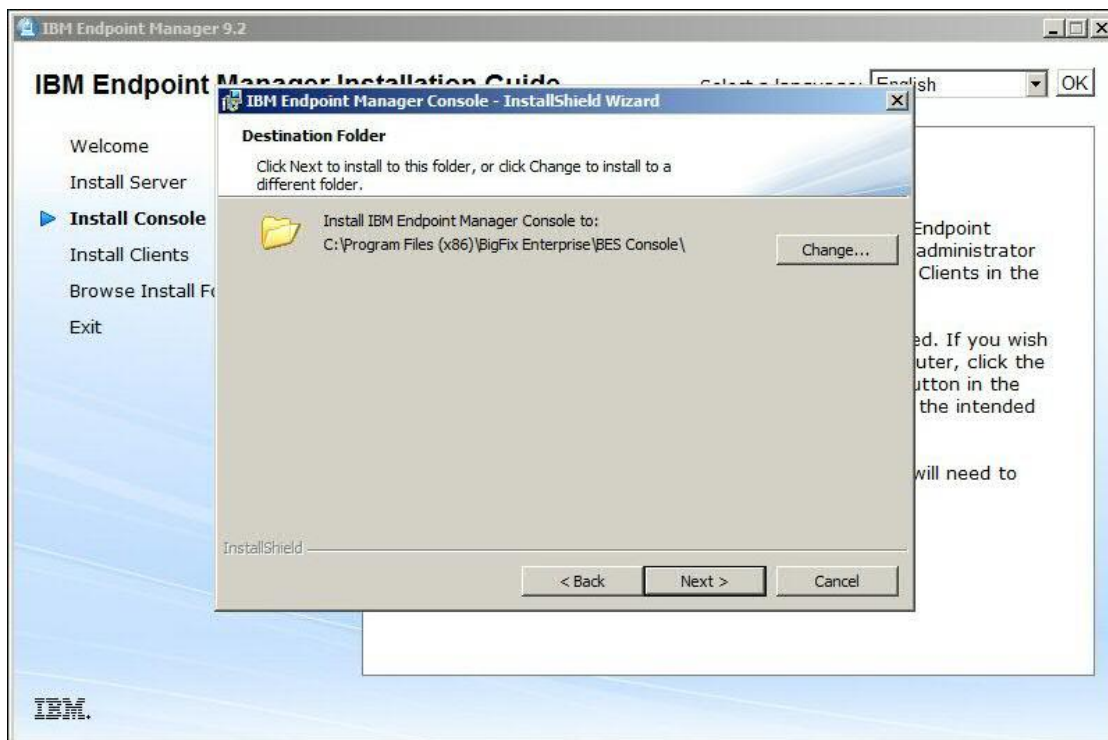 IBM Endpoint Manager 9.2
IBM Endpoint Manager Installation Guide
Select a language: English OK
IBM Endpoint Manager Console - InstallShield Wizard
Destination Folder
Click Next to install to this folder, or click Change to install to a
different folder.
Welcome
Install Server
Install Console
Install Clients
Browse Install
Exit
Install IBM Endpoint Manager Console to:
C:\Program Files (x86)\BigFix Enterprise\BES Console\
Change...
InstallShield
< Back Next > Cancel
Endpoint
administrator
Clients in the
If you wish
click the
in the
the intended
will need to
IBM.